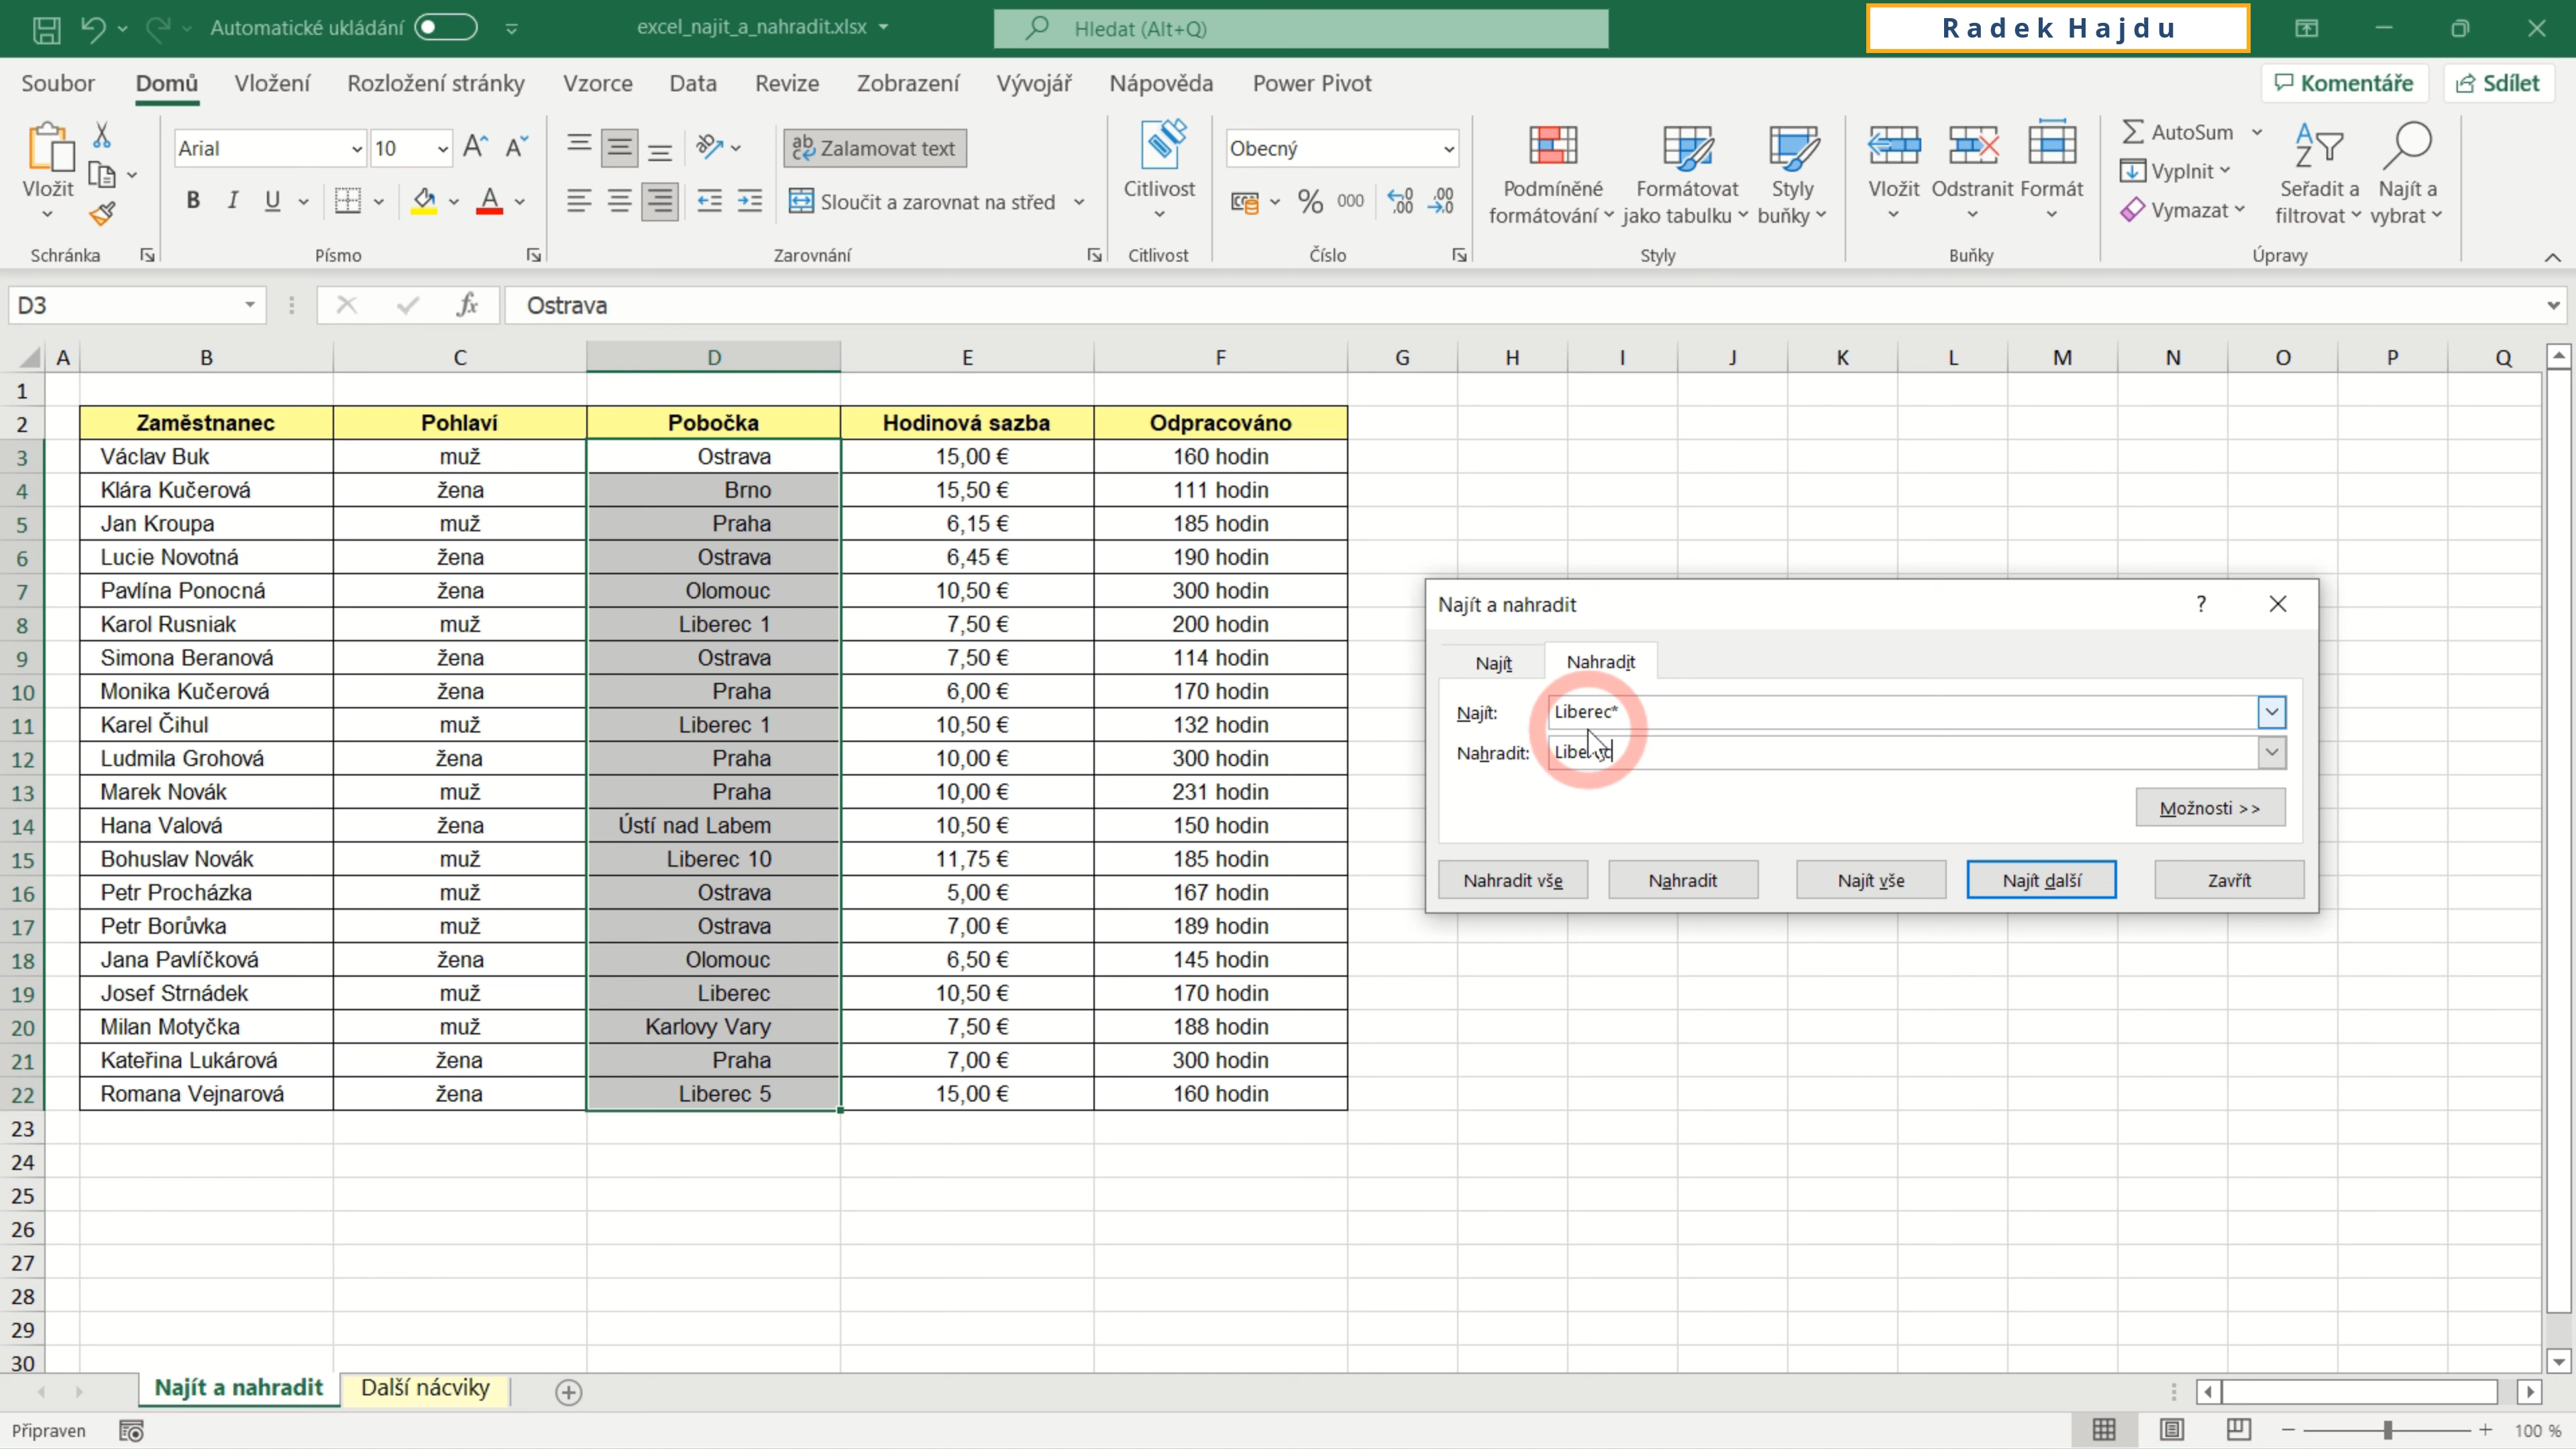 Automatické ukládání
excel_najit_a_nahradit.xlsx
Hledat (Alt+Q)
Radek Hajdu
Soubor Domů Vložení Rozložení stránky Vzorce Data Revize Zobrazení Vývojář Nápověda Power Pivot
Komentáře Sdílet
Vložit
Schránka
Arial 10
B I U
Písmo
Zalamovat text
Sloučit a zarovnat na střed
Zarovnání
Citlivost
Citlivost
Obecný
% 000
Číslo
Podmíněné formátování
Formátovat jako tabulku
Styly buňky
Styly
Vložit Odstranit Formát
Buňky
AutoSum
Vyplnit
Vymazat
Seřadit a filtrovat
Najít a vybrat
Úpravy
D3 fx Ostrava
A B C D E F G H I J K L M N O P Q
1
2 Zaměstnanec Pohlaví Pobočka Hodinová sazba Odpracováno
3 Václav Buk muž Ostrava 15,00 € 160 hodin
4 Klára Kučerová žena Brno 15,50 € 111 hodin
5 Jan Kroupa muž Praha 6,15 € 185 hodin
6 Lucie Novotná žena Ostrava 6,45 € 190 hodin
7 Pavlína Ponocná žena Olomouc 10,50 € 300 hodin
8 Karol Rusniak muž Liberec 1 7,50 € 200 hodin
9 Simona Beranová žena Ostrava 7,50 € 114 hodin
10 Monika Kučerová žena Praha 6,00 € 170 hodin
11 Karel Čihul muž Liberec 1 10,50 € 132 hodin
12 Ludmila Grohová žena Praha 10,00 € 300 hodin
13 Marek Novák muž Praha 10,00 € 231 hodin
14 Hana Valová žena Ústí nad Labem 10,50 € 150 hodin
15 Bohuslav Novák muž Liberec 10 11,75 € 185 hodin
16 Petr Procházka muž Ostrava 5,00 € 167 hodin
17 Petr Borůvka muž Ostrava 7,00 € 189 hodin
18 Jana Pavlíčková žena Olomouc 6,50 € 145 hodin
19 Josef Strnádek muž Liberec 10,50 € 170 hodin
20 Milan Motyčka muž Karlovy Vary 7,50 € 188 hodin
21 Kateřina Lukárová žena Praha 7,00 € 300 hodin
22 Romana Vejnarová žena Liberec 5 15,00 € 160 hodin
23
24
25
26
27
28
29
30
Najít a nahradit ?
Najít Nahradit
Najít: Liberec*
Nahradit:
Možnosti >>
Nahradit vše Nahradit Najít vše Najít další Zavřít
Najít a nahradit Další nácviky
Připraven
100 %